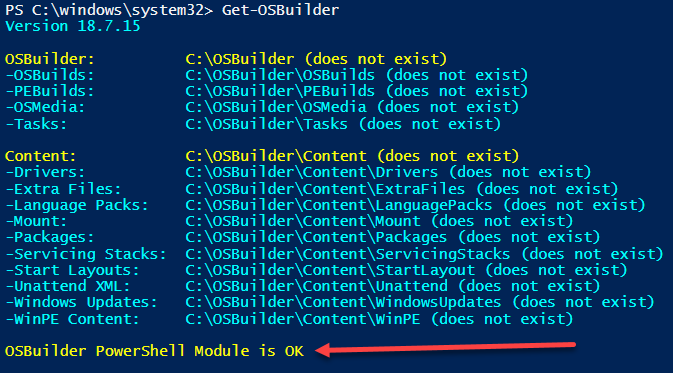 PS C:\windows\system32> Get-OSBuilder
Version 18.7.15
OSBuilder: C:\OSBuilder (does not exist)
-OSBuilds: C:\OSBuilder\OSBuilds (does not exist)
-PEBuilds: C:\OSBuilder\PEBuilds (does not exist)
-OSMedia: C:\OSBuilder\OSMedia (does not exist)
-Tasks: C:\OSBuilder\Tasks (does not exist)
Content: C:\OSBuilder\Content (does not exist)
-Drivers: C:\OSBuilder\Content\Drivers (does not exist)
-Extra Files: C:\OSBuilder\Content\ExtraFiles (does not exist)
-Language Packs: C:\OSBuilder\Content\LanguagePacks (does not exist)
-Mount: C:\OSBuilder\Content\Mount (does not exist)
-Packages: C:\OSBuilder\Content\Packages (does not exist)
-Servicing Stacks: C:\OSBuilder\Content\ServicingStacks (does not exist)
-Start Layouts: C:\OSBuilder\Content\StartLayout (does not exist)
-Unattend XML: C:\OSBuilder\Content\Unattend (does not exist)
-Windows Updates: C:\OSBuilder\Content\WindowsUpdates (does not exist)
-WinPE Content: C:\OSBuilder\Content\WinPE (does not exist)
OSBuilder PowerShell Module is OK